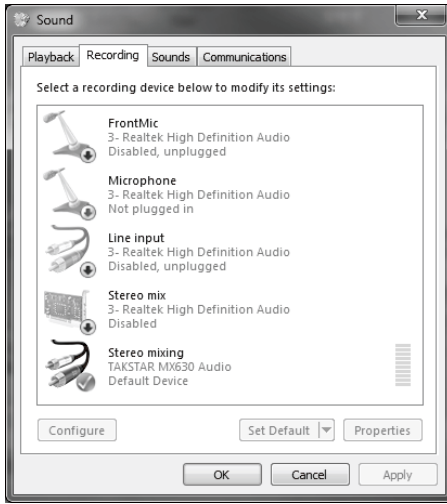 Sound
Playback Recording Sounds Communications
Select a recording device below to modify its settings:
FrontMic
3- Realtek High Definition Audio
Disabled, unplugged
Microphone
3- Realtek High Definition Audio
Not plugged in
Line input
3- Realtek High Definition Audio
Disabled, unplugged
Stereo mix
3- Realtek High Definition Audio
Disabled
Stereo mixing
TAKSTAR MX630 Audio
Default Device
Configure Set Default Properties
OK Cancel Apply